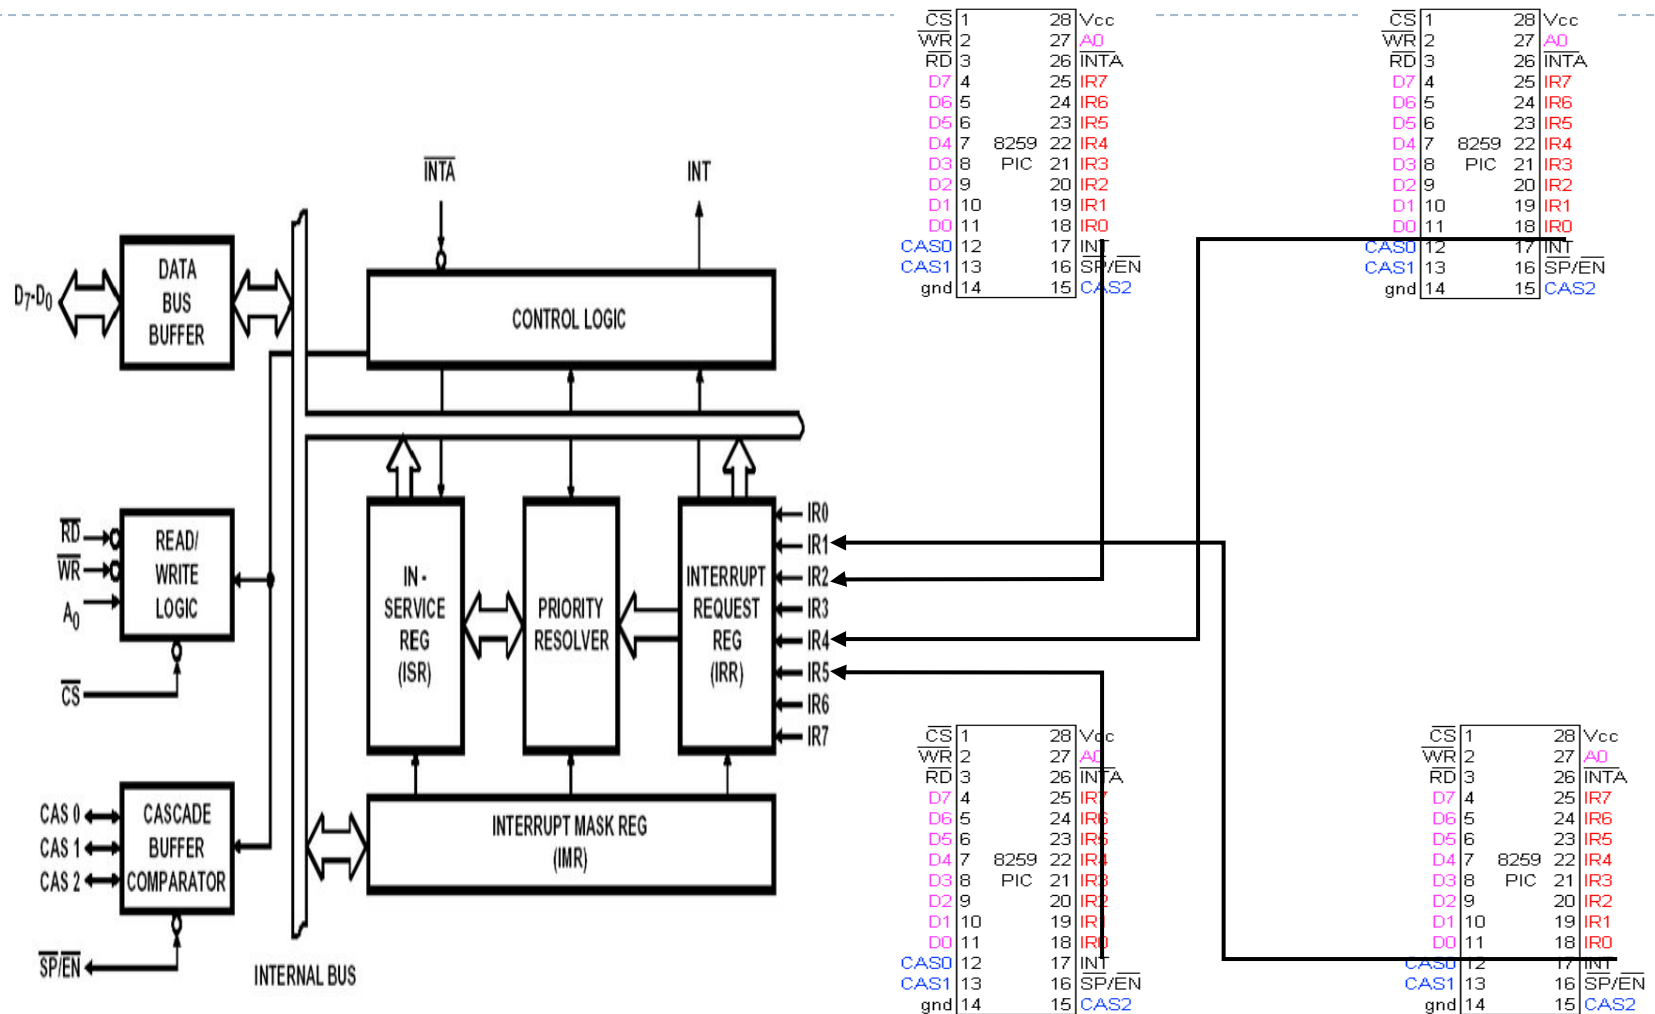 INTA
INT
D7-D0
DATA
BUS
BUFFER
CONTROL LOGIC
RD
WR
A0
READ/
WRITE
LOGIC
CS
IN -
SERVICE
REG
(ISR)
PRIORITY
RESOLVER
INTERRUPT
REQUEST
REG
(IRR)
IR0
IR1
IR2
IR3
IR4
IR5
IR6
IR7
CAS 0
CAS 1
CAS 2
CASCADE
BUFFER
COMPARATOR
INTERRUPT MASK REG
(IMR)
SP/EN
INTERNAL BUS
CS 1 28 Vcc
WR 2 27 A0
RD 3 26 INTA
D7 4 25 IR7
D6 5 24 IR6
D5 6 23 IR5
D4 7 8259 22 IR4
D3 8 PIC 21 IR3
D2 9 20 IR2
D1 10 19 IR1
D0 11 18 IR0
CAS0 12 17 INT
CAS1 13 16 SP/EN
gnd 14 15 CAS2
CS 1 28 Vcc
WR 2 27 A0
RD 3 26 INTA
D7 4 25 IR7
D6 5 24 IR6
D5 6 23 IR5
D4 7 8259 22 IR4
D3 8 PIC 21 IR3
D2 9 20 IR2
D1 10 19 IR1
D0 11 18 IR0
CAS0 12 17 INT
CAS1 13 16 SP/EN
gnd 14 15 CAS2
CS 1 28 Vcc
WR 2 27 A0
RD 3 26 INTA
D7 4 25 IR7
D6 5 24 IR6
D5 6 23 IR5
D4 7 8259 22 IR4
D3 8 PIC 21 IR3
D2 9 20 IR2
D1 10 19 IR1
D0 11 18 IR0
CAS0 12 17 INT
CAS1 13 16 SP/EN
gnd 14 15 CAS2
CS 1 28 Vcc
WR 2 27 A0
RD 3 26 INTA
D7 4 25 IR7
D6 5 24 IR6
D5 6 23 IR5
D4 7 8259 22 IR4
D3 8 PIC 21 IR3
D2 9 20 IR2
D1 10 19 IR1
D0 11 18 IR0
CAS0 12 17 INT
CAS1 13 16 SP/EN
gnd 14 15 CAS2